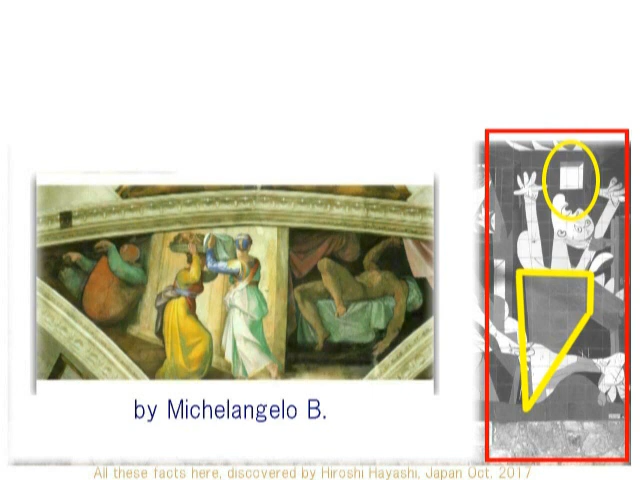 by Michelangelo B.
All these facts here, discovered by Hiroshi Hayashi, Japan Oct. 2017